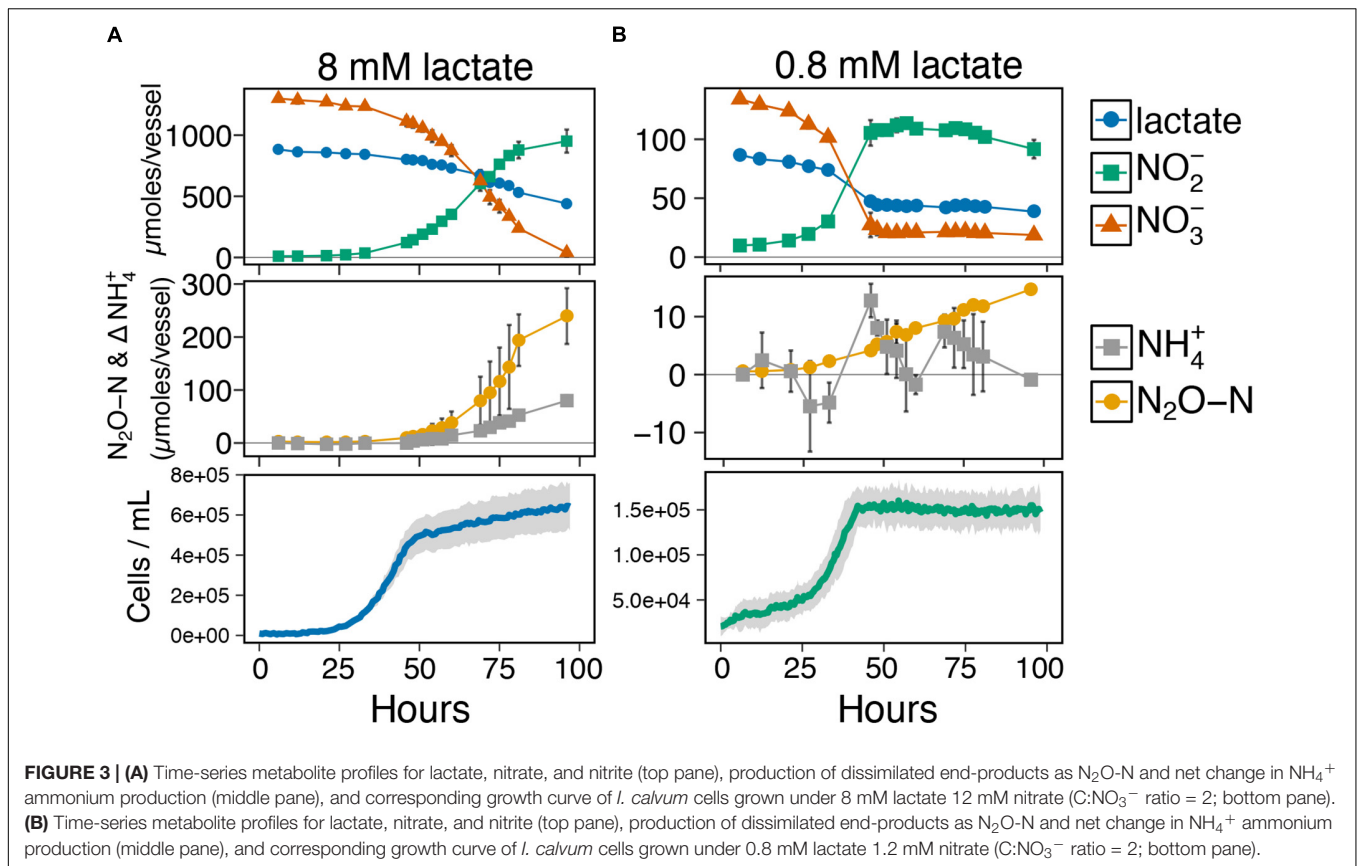 A
B
8 mM lactate
0.8 mM lactate
μmoles/vessel
1000
500
0
100
50
0
lactate
NO₂⁻
NO₃⁻
N₂O−N & Δ NH₄⁺
(μmoles/vessel)
300
200
100
0
10
0
−10
NH₄⁺
N₂O−N
Cells / mL
8e+05
6e+05
4e+05
2e+05
0e+00
1.5e+05
1.0e+05
5.0e+04
0 25 50 75 100
0 25 50 75 100
Hours
Hours
FIGURE 3 | (A) Time-series metabolite profiles for lactate, nitrate, and nitrite (top pane), production of dissimilated end-products as N₂O-N and net change in NH₄⁺
ammonium production (middle pane), and corresponding growth curve of I. calvum cells grown under 8 mM lactate 12 mM nitrate (C:NO₃⁻ ratio = 2; bottom pane).
(B) Time-series metabolite profiles for lactate, nitrate, and nitrite (top pane), production of dissimilated end-products as N₂O-N and net change in NH₄⁺ ammonium
production (middle pane), and corresponding growth curve of I. calvum cells grown under 0.8 mM lactate 1.2 mM nitrate (C:NO₃⁻ ratio = 2; bottom pane).